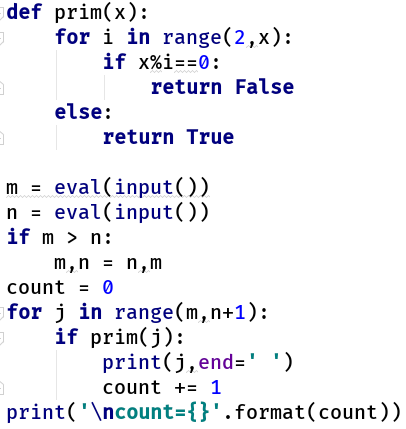 def prim(x):
    for i in range(2,x):
        if x%i==0:
            return False
    else:
        return True

m = eval(input())
n = eval(input())
if m > n:
    m,n = n,m
count = 0
for j in range(m,n+1):
    if prim(j):
        print(j,end=' ')
        count += 1
print('\ncount={}'.format(count))